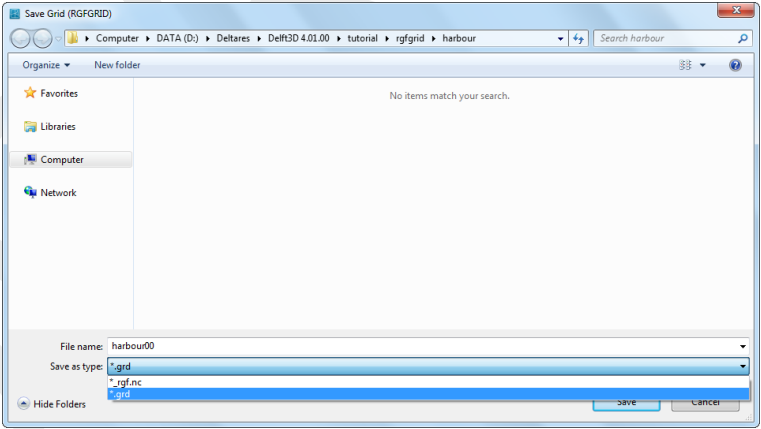 Save Grid (RGFGRID)
Computer DATA (D:) Deltares Delft3D 4.01.00 tutorial rgfgrid harbour Search harbour
Organize New folder
Favorites
No items match your search.
Libraries
Computer
Network
File name: harbour00
Save as type: *.grd
*_rgf.nc
*.grd
Hide Folders Save Cancel